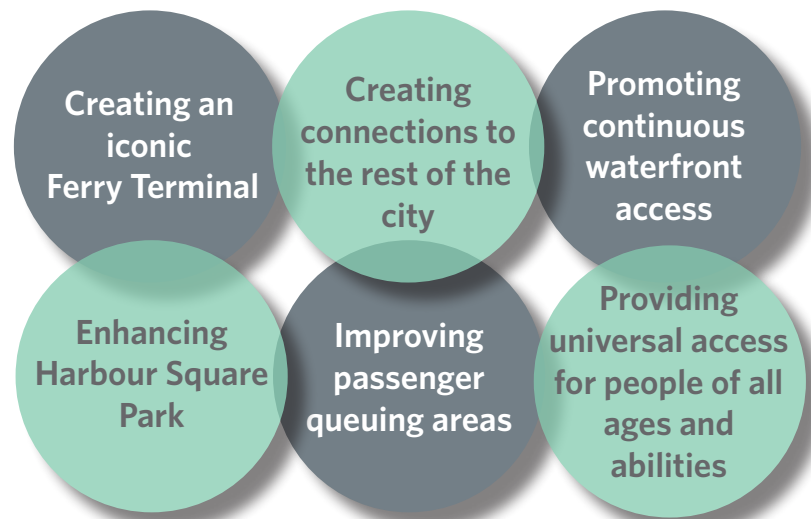 Creating an
iconic
Ferry Terminal
Creating
connections to
the rest of the
city
Promoting
continuous
waterfront
access
Enhancing
Harbour Square
Park
Improving
passenger
queuing areas
Providing
universal access
for people of all
ages and
abilities